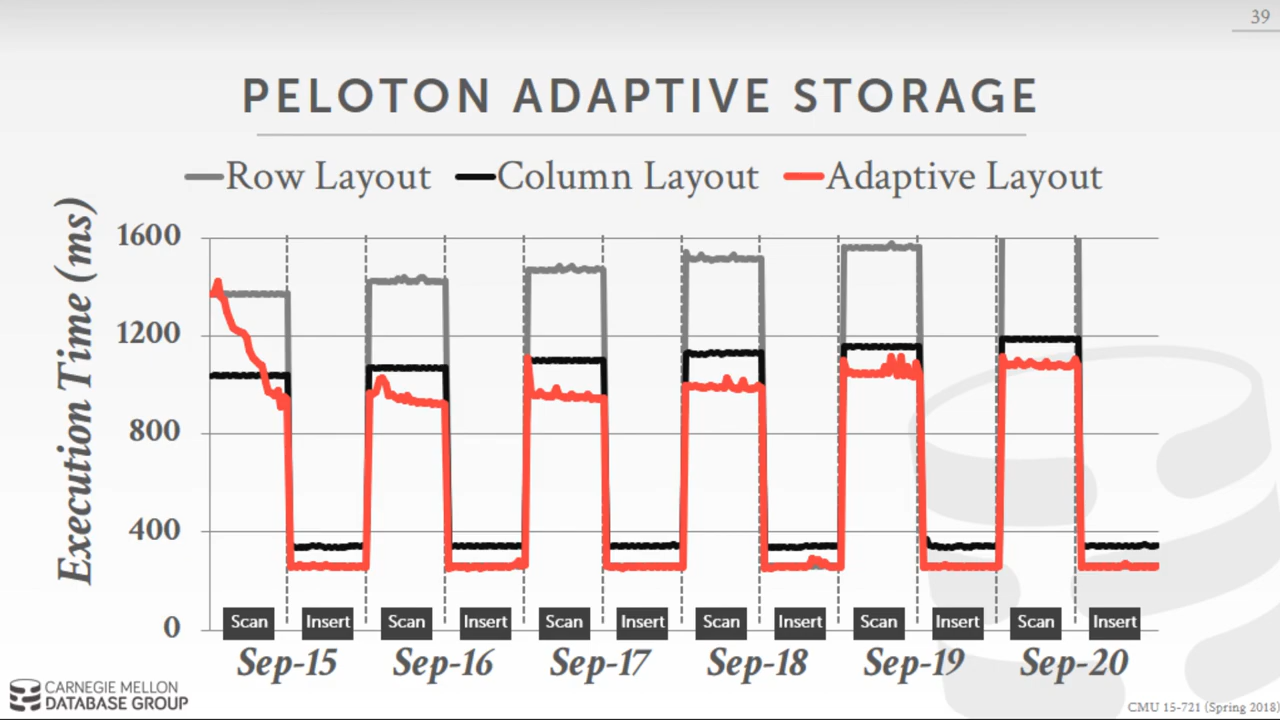 39
PELOTON ADAPTIVE STORAGE
Row Layout Column Layout Adaptive Layout
Execution Time (ms)
1600
1200
800
400
0
Scan Insert Scan Insert Scan Insert Scan Insert Scan Insert Scan Insert
Sep-15 Sep-16 Sep-17 Sep-18 Sep-19 Sep-20
CARNEGIE MELLON
DATABASE GROUP
CMU 15-721 (Spring 2018)